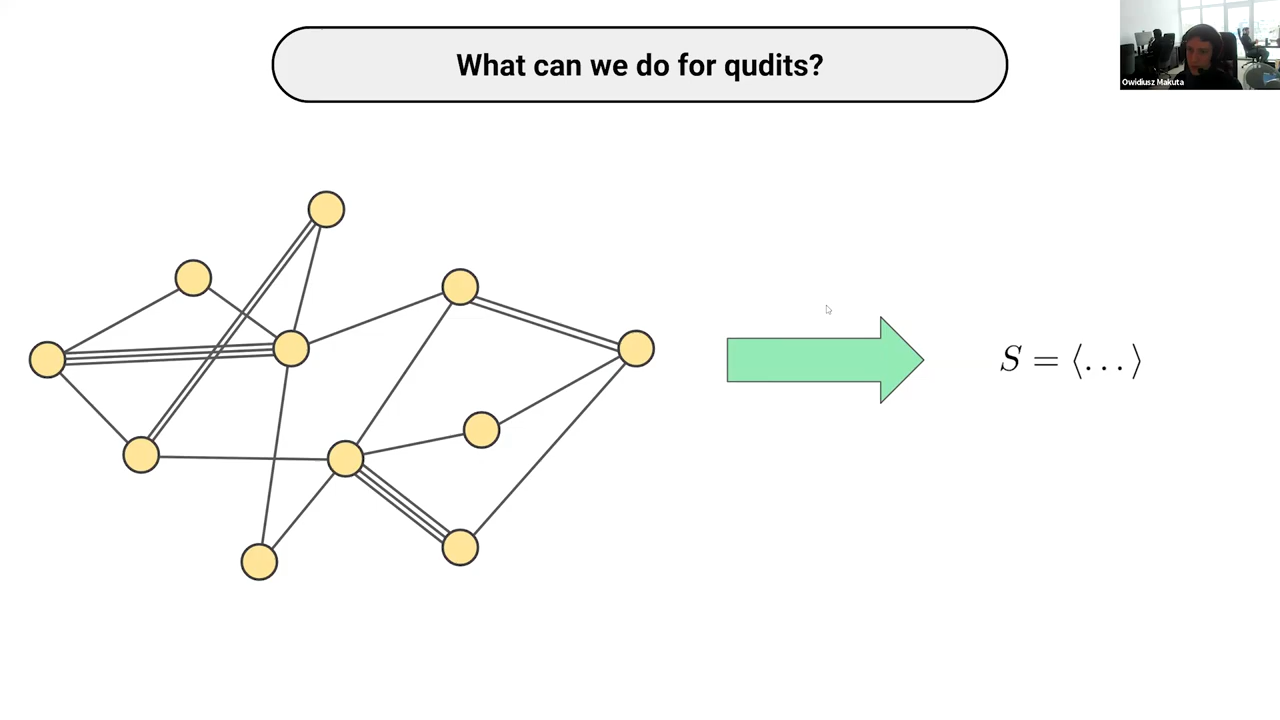 What can we do for qudits?
Owidiusz Makuta
S = ⟨...⟩